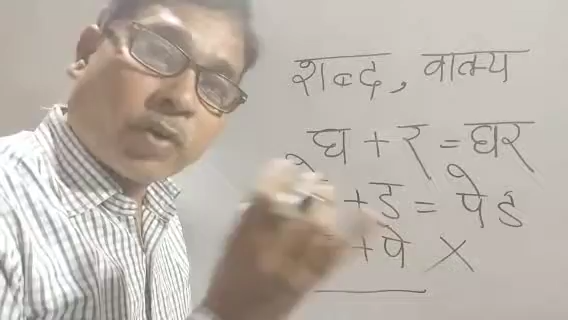 शब्द, वाक्य
घ + र = घर
+ ड = पेड
+ पे X